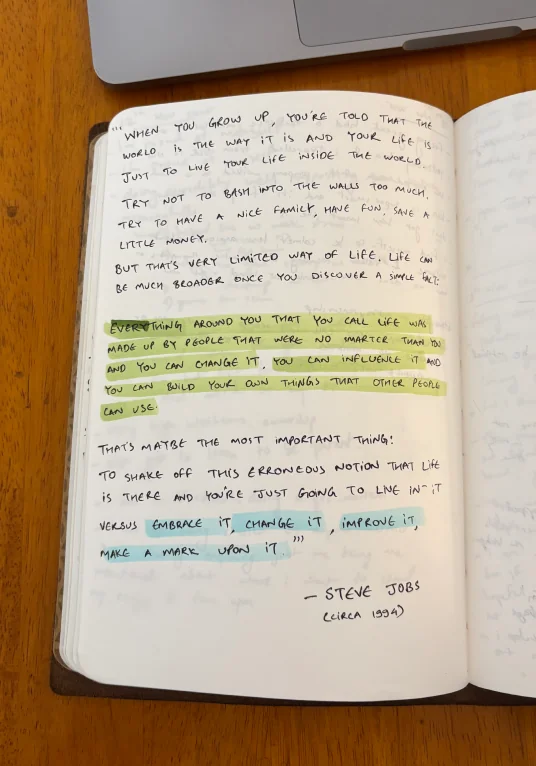 "WHEN YOU GROW UP, YOU'RE TOLD THAT THE
WORLD IS THE WAY IT IS AND YOUR LIFE IS
JUST TO LIVE YOUR LIFE INSIDE THE WORLD.
TRY NOT TO BASH INTO THE WALLS TOO MUCH.
TRY TO HAVE A NICE FAMILY, HAVE FUN, SAVE A
LITTLE MONEY.
BUT THAT'S VERY LIMITED WAY OF LIFE. LIFE CAN
BE MUCH BROADER ONCE YOU DISCOVER A SIMPLE FACT:
EVERYTHING AROUND YOU THAT YOU CALL LIFE WAS
MADE UP BY PEOPLE THAT WERE NO SMARTER THAN YOU
AND YOU CAN CHANGE IT, YOU CAN INFLUENCE IT AND
YOU CAN BUILD YOUR OWN THINGS THAT OTHER PEOPLE
CAN USE.
THAT'S MAYBE THE MOST IMPORTANT THING!
TO SHAKE OFF THIS ERRONEOUS NOTION THAT LIFE
IS THERE AND YOU'RE JUST GOING TO LIVE IN IT
VERSUS EMBRACE IT, CHANGE IT, IMPROVE IT,
MAKE A MARK UPON IT."
— STEVE JOBS
(CIRCA 1994)